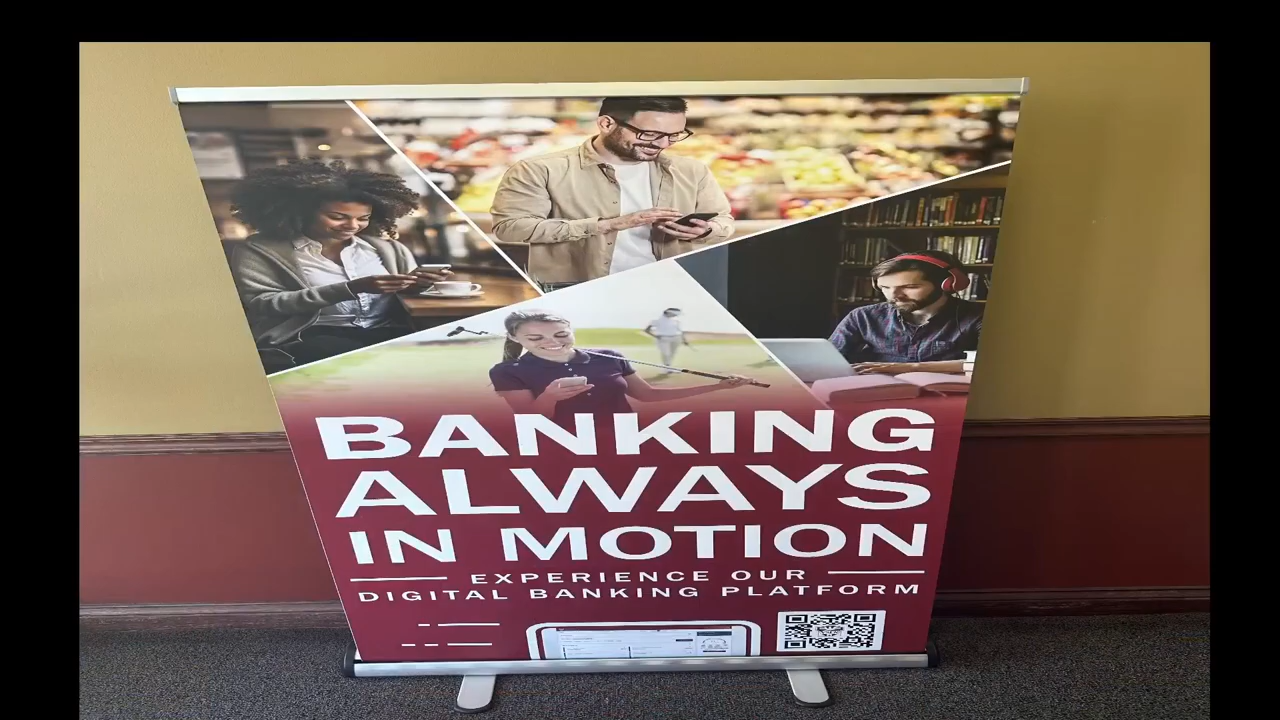 BANKING
ALWAYS
IN MOTION
EXPERIENCE OUR
DIGITAL BANKING PLATFORM